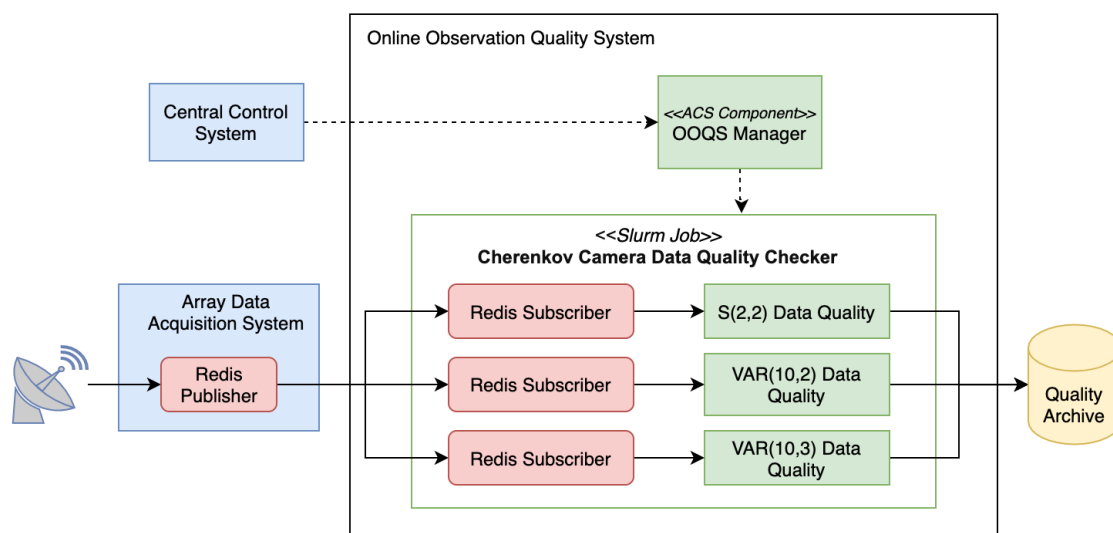 Online Observation Quality System
Central Control
System
<<ACS Component>>
OOQS Manager
<<Slurm Job>>
Cherenkov Camera Data Quality Checker
Array Data
Acquisition System
Redis
Publisher
Redis Subscriber
S(2,2) Data Quality
Redis Subscriber
VAR(10,2) Data
Quality
Redis Subscriber
VAR(10,3) Data
Quality
Quality
Archive